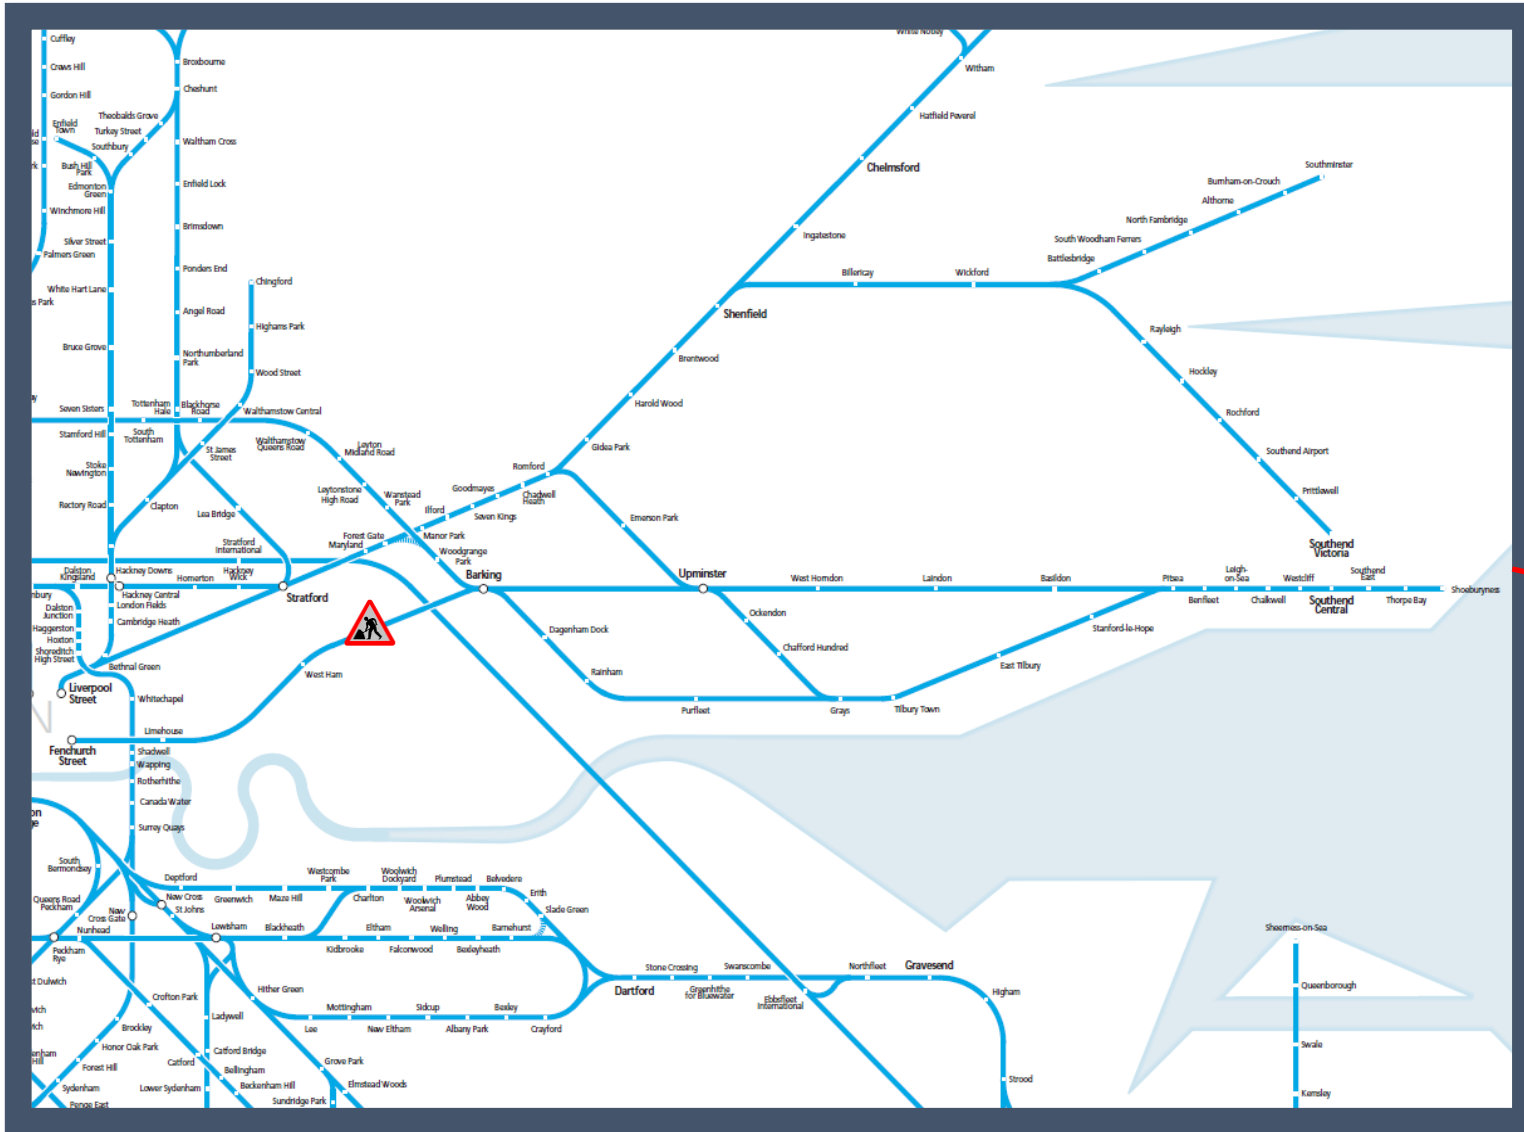 Cuffley
Crews Hill
Gordon Hill
Enfield
Town
Bush Hill
Park
Winchmore Hill
Palmers Green
Broxbourne
Cheshunt
Theobalds Grove
Turkey Street
Southbury
Waltham Cross
Edmonton
Green
Enfield Lock
Silver Street
Brimsdown
Ponders End
White Hart Lane
Angel Road
Bruce Grove
Northumberland
Park
Chingford
Highams Park
Wood Street
Seven Sisters
Tottenham
Hale
Blackhorse
Road
Walthamstow Central
Stamford Hill
South
Tottenham
St James
Street
Walthamstow
Queens Road
Leyton
Midland Road
Stoke
Newington
Rectory Road
Clapton
Lea Bridge
Leytonstone
High Road
Wanstead
Park
Stratford
International
Woodgrange
Park
Forest Gate
Maryland
Manor Park
Ilford
Seven Kings
Goodmayes
Chadwell
Heath
Romford
Gidea Park
Harold Wood
Brentwood
Shenfield
Ingatestone
Chelmsford
Hatfield Peverel
Witham
White Notley
Billericay
Wickford
Battlesbridge
South Woodham Ferrers
North Fambridge
Althorne
Burnham-on-Crouch
Southminster
Rayleigh
Hockley
Rochford
Southend Airport
Prittlewell
Southend
Victoria
Emerson Park
Upminster
West Horndon
Laindon
Basildon
Pitsea
Benfleet
Leigh-
on-Sea
Chalkwell
Westcliff
Southend
Central
Southend
East
Thorpe Bay
Shoeburyness
Ockendon
Chafford Hundred
Stanford-le-Hope
East Tilbury
Tilbury Town
Grays
Purfleet
Rainham
Dagenham Dock
Barking
Dalston
Kingsland
Hackney Downs
Hackney Central
Homerton
Hackney
Wick
Stratford
London Fields
Cambridge Heath
Dalston
Junction
Haggerston
Hoxton
Shoreditch
High Street
Bethnal Green
Liverpool
Street
Whitechapel
West Ham
Limehouse
Fenchurch
Street
Shadwell
Wapping
Rotherhithe
Canada Water
Surrey Quays
South
Bermondsey
Queens Road
Peckham
Deptford
New Cross
St Johns
New
Cross Gate
Greenwich
Maze Hill
Westcombe
Park
Charlton
Woolwich
Dockyard
Woolwich
Arsenal
Plumstead
Abbey
Wood
Belvedere
Erith
Slade Green
Peckham
Rye
Nunhead
Lewisham
Blackheath
Kidbrooke
Eltham
Falconwood
Welling
Bexleyheath
Barnehurst
Dartford
Stone Crossing
Greenhithe
for Bluewater
Swanscombe
Ebbsfleet
International
Northfleet
Gravesend
Higham
Strood
Hither Green
Lee
Mottingham
New Eltham
Sidcup
Albany Park
Bexley
Crayford
Crofton Park
Brockley
Ladywell
Honor Oak Park
Catford
Catford Bridge
Forest Hill
Bellingham
Sydenham
Lower Sydenham
Beckenham Hill
Penge East
Grove Park
Elmstead Woods
Sundridge Park
Sheerness-on-Sea
Queenborough
Swale
Kemsley